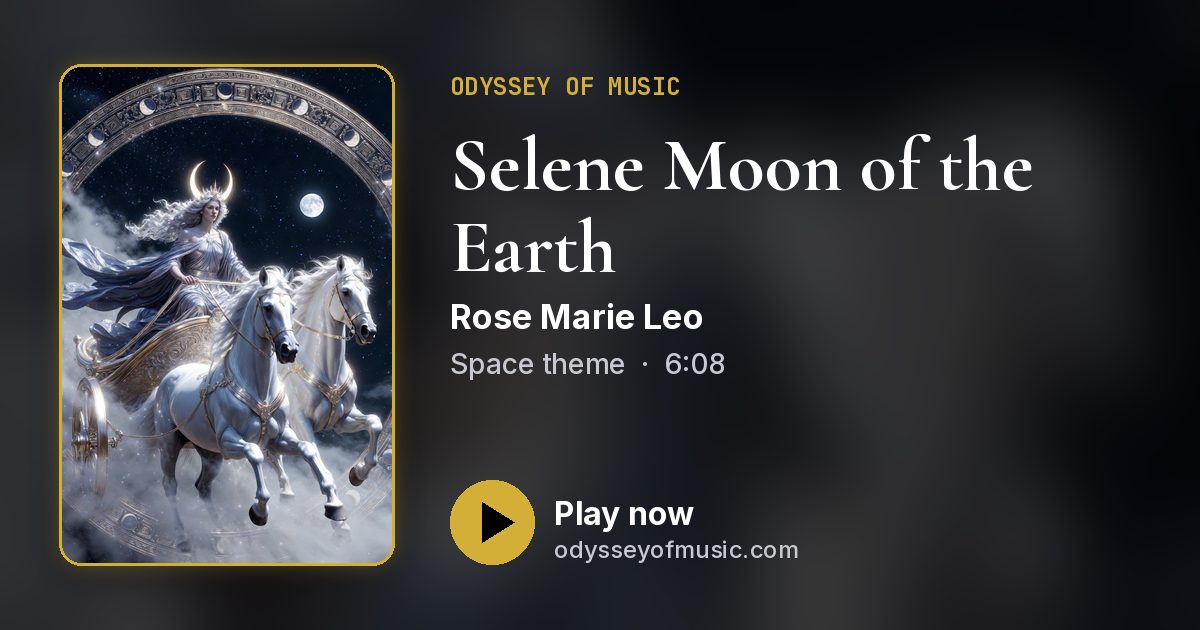 ODYSSEY OF MUSIC
Selene Moon of the
Earth
Rose Marie Leo
Space theme · 6:08
Play now
odysseyofmusic.com